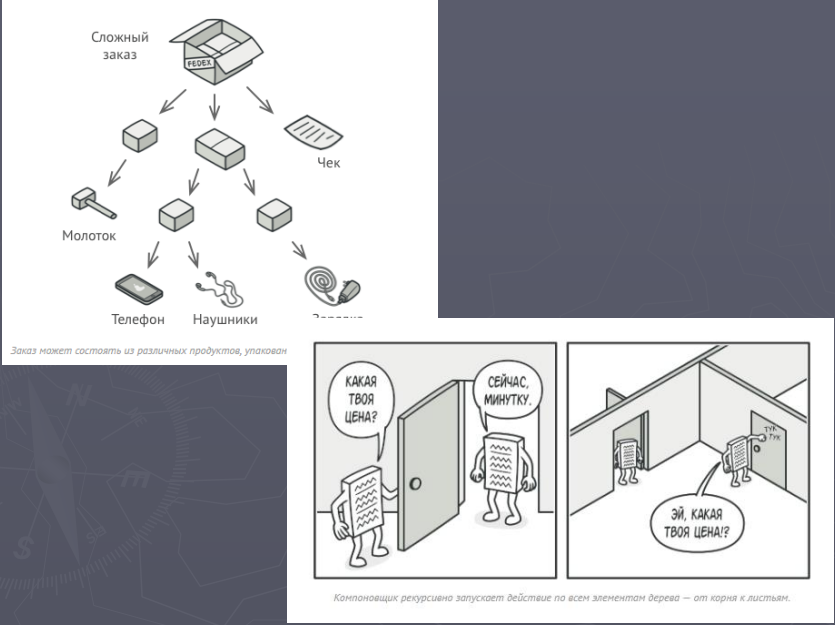 Сложный
заказ
FEDEX
Чек
Молоток
Телефон
Наушники
Заказ может состоять из различных продуктов, упакован
КАКАЯ
ТВОЯ
ЦЕНА?
СЕЙЧАС,
МИНУТКУ.
ТУК
ТУК
ЭЙ, КАКАЯ
ТВОЯ ЦЕНА!?
Компоновщик рекурсивно запускает действие по всем элементам дерева — от корня к листьям.
N
E
S
SE